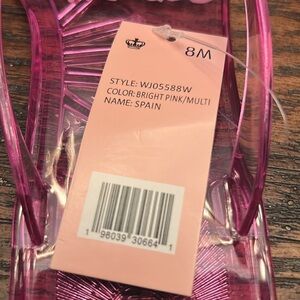 8M
STYLE: WJ05588W
COLOR: BRIGHT PINK/MULTI
NAME: SPAIN
1 98039 30664 1